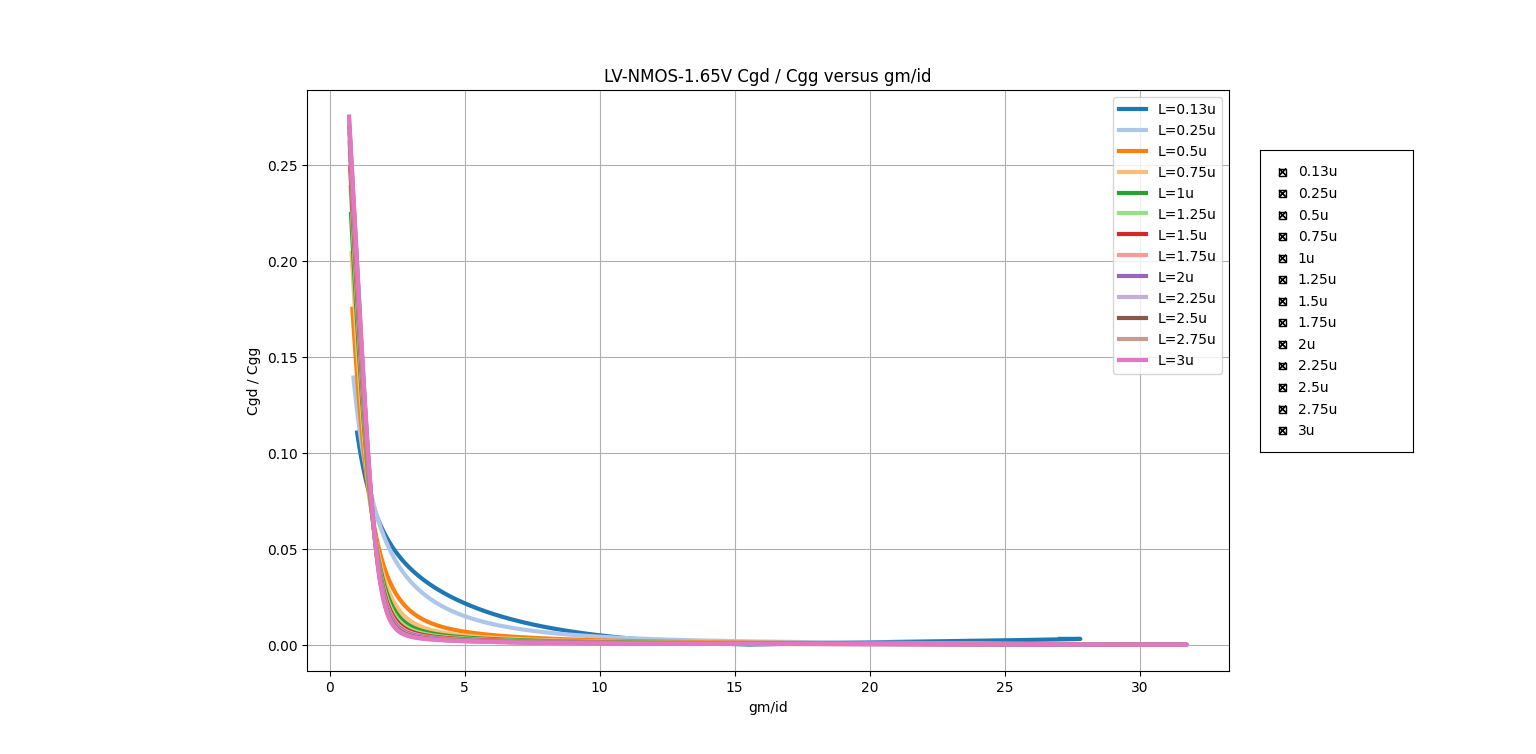 LV-NMOS-1.65V Cgd / Cgg versus gm/id
Cgd / Cgg
0.25
0.20
0.15
0.10
0.05
0.00
0
5
10
15
20
25
30
gm/id
L=0.13u
L=0.25u
L=0.5u
L=0.75u
L=1u
L=1.25u
L=1.5u
L=1.75u
L=2u
L=2.25u
L=2.5u
L=2.75u
L=3u
0.13u
0.25u
0.5u
0.75u
1u
1.25u
1.5u
1.75u
2u
2.25u
2.5u
2.75u
3u